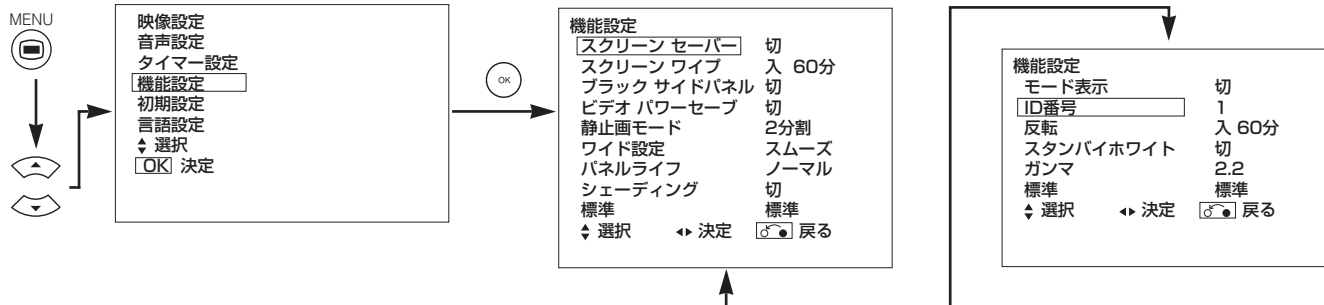 MENU
映像設定
音声設定
タイマー設定
機能設定
初期設定
言語設定
選択
OK 決定
OK
機能設定
スクリーン セーバー 切
スクリーン ワイプ 入 60分
ブラック サイドパネル 切
ビデオ パワーセーブ 切
静止画モード 2分割
ワイド設定 スムーズ
パネルライフ ノーマル
シェーディング 切
標準 標準
選択 決定 戻る
機能設定
モード表示 切
ID番号 1
反転 入 60分
スタンバイホワイト 切
ガンマ 2.2
標準 標準
選択 決定 戻る